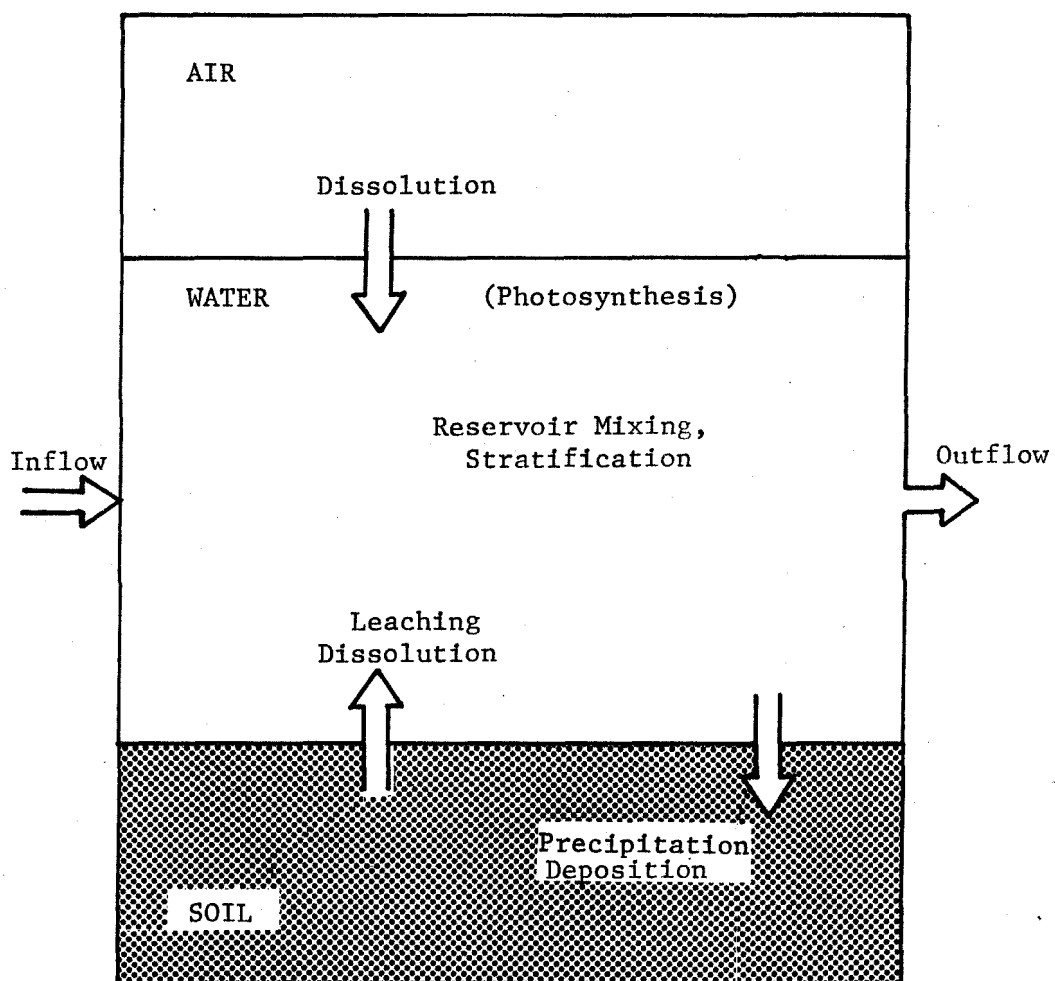 AIR
Dissolution
WATER
(Photosynthesis)
Reservoir Mixing,
Stratification
Inflow
Outflow
Leaching
Dissolution
Precipitation
Deposition
SOIL